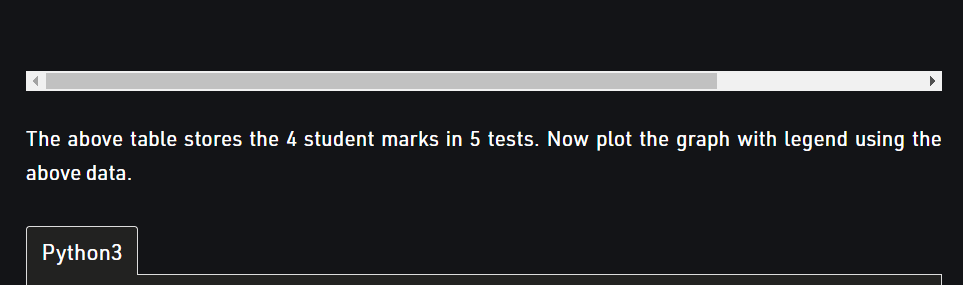 The above table stores the 4 student marks in 5 tests. Now plot the graph with legend using the
above data.
Python3